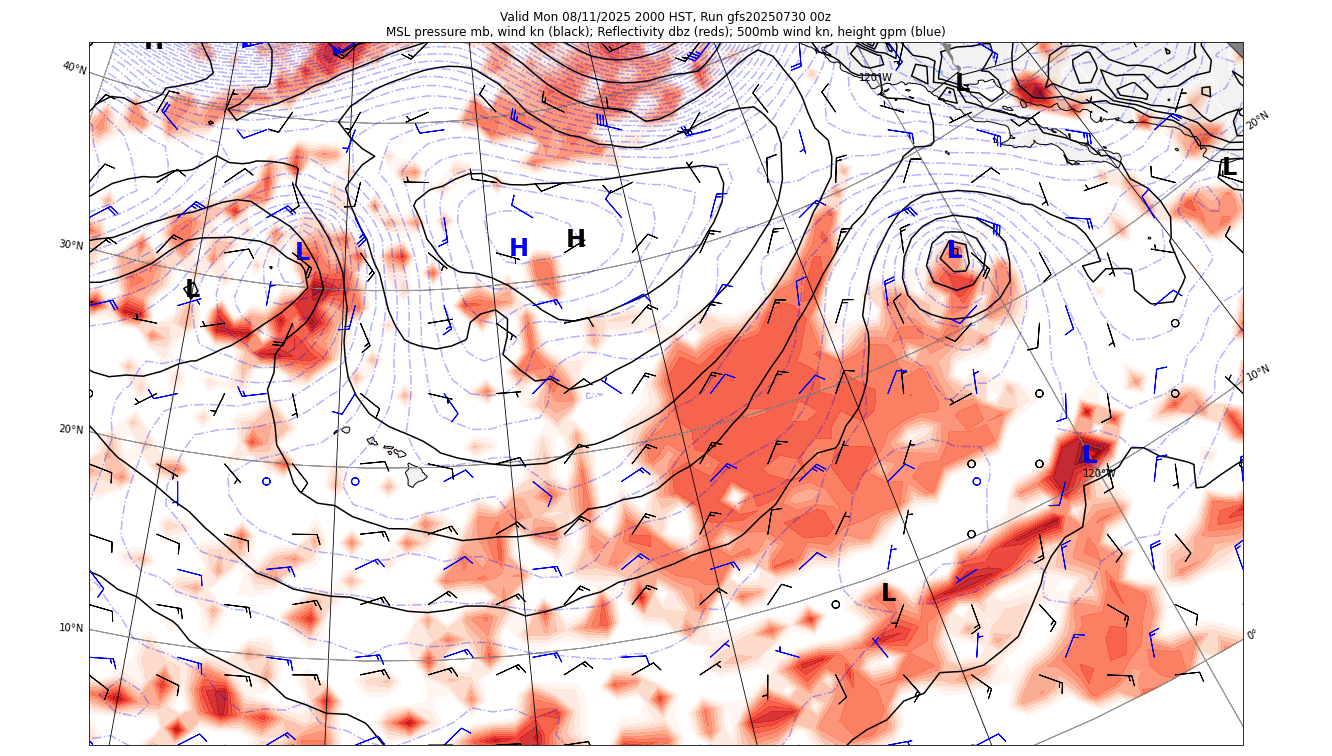 Valid Mon 08/11/2025 2000 HST, Run gfs20250730 00z
MSL pressure mb, wind kn (black); Reflectivity dbz (reds); 500mb wind kn, height gpm (blue)
H
40°N
120°W
L
20°N
L
30°N
L
H
H
L
L
10°N
20°N
L
120°W
L
10°N
0°